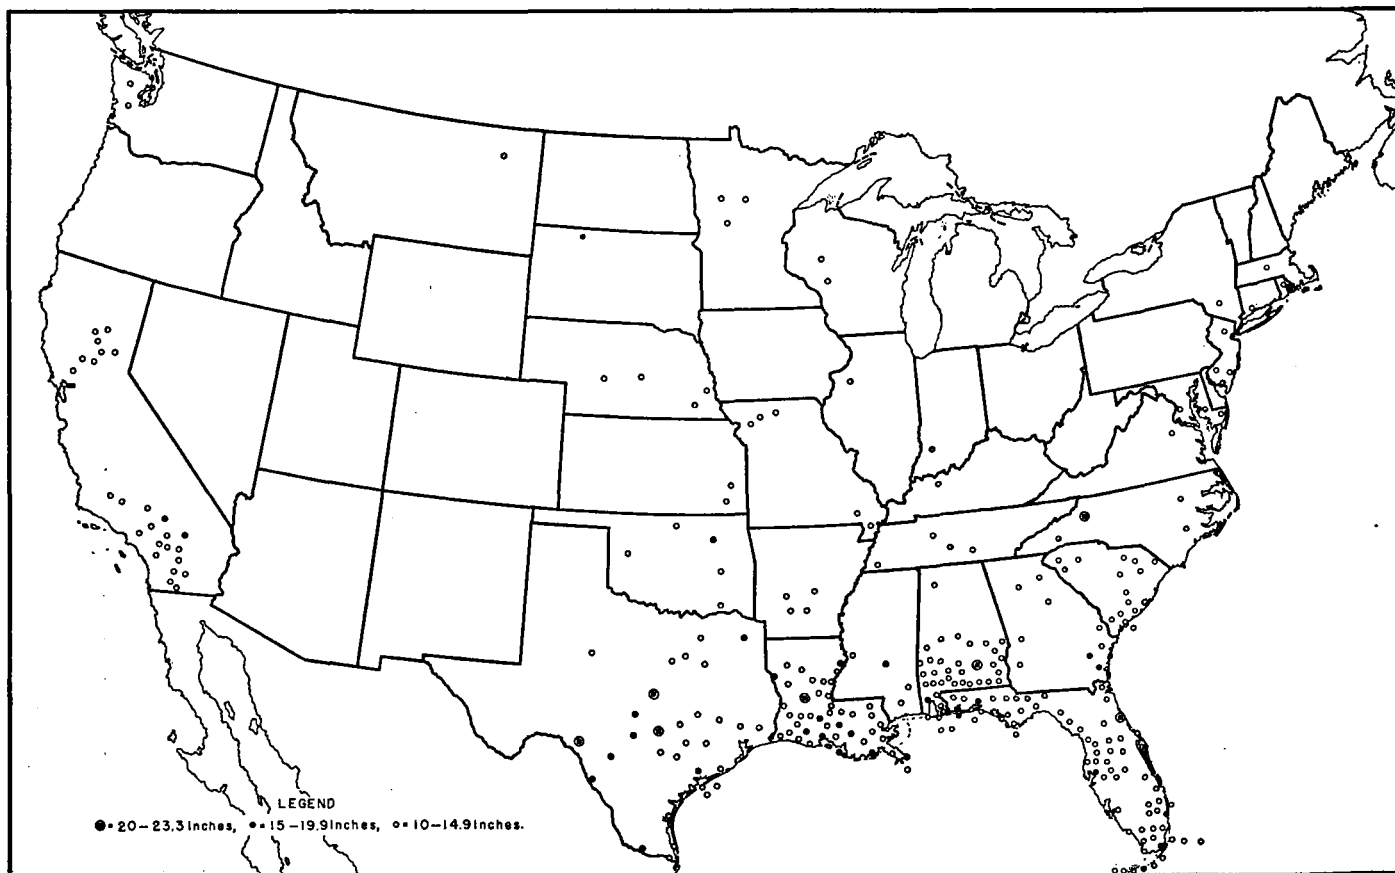 LEGEND
⊗= 20–23.3 Inches, •=15–19.9 Inches, o= 10–14.9 Inches.